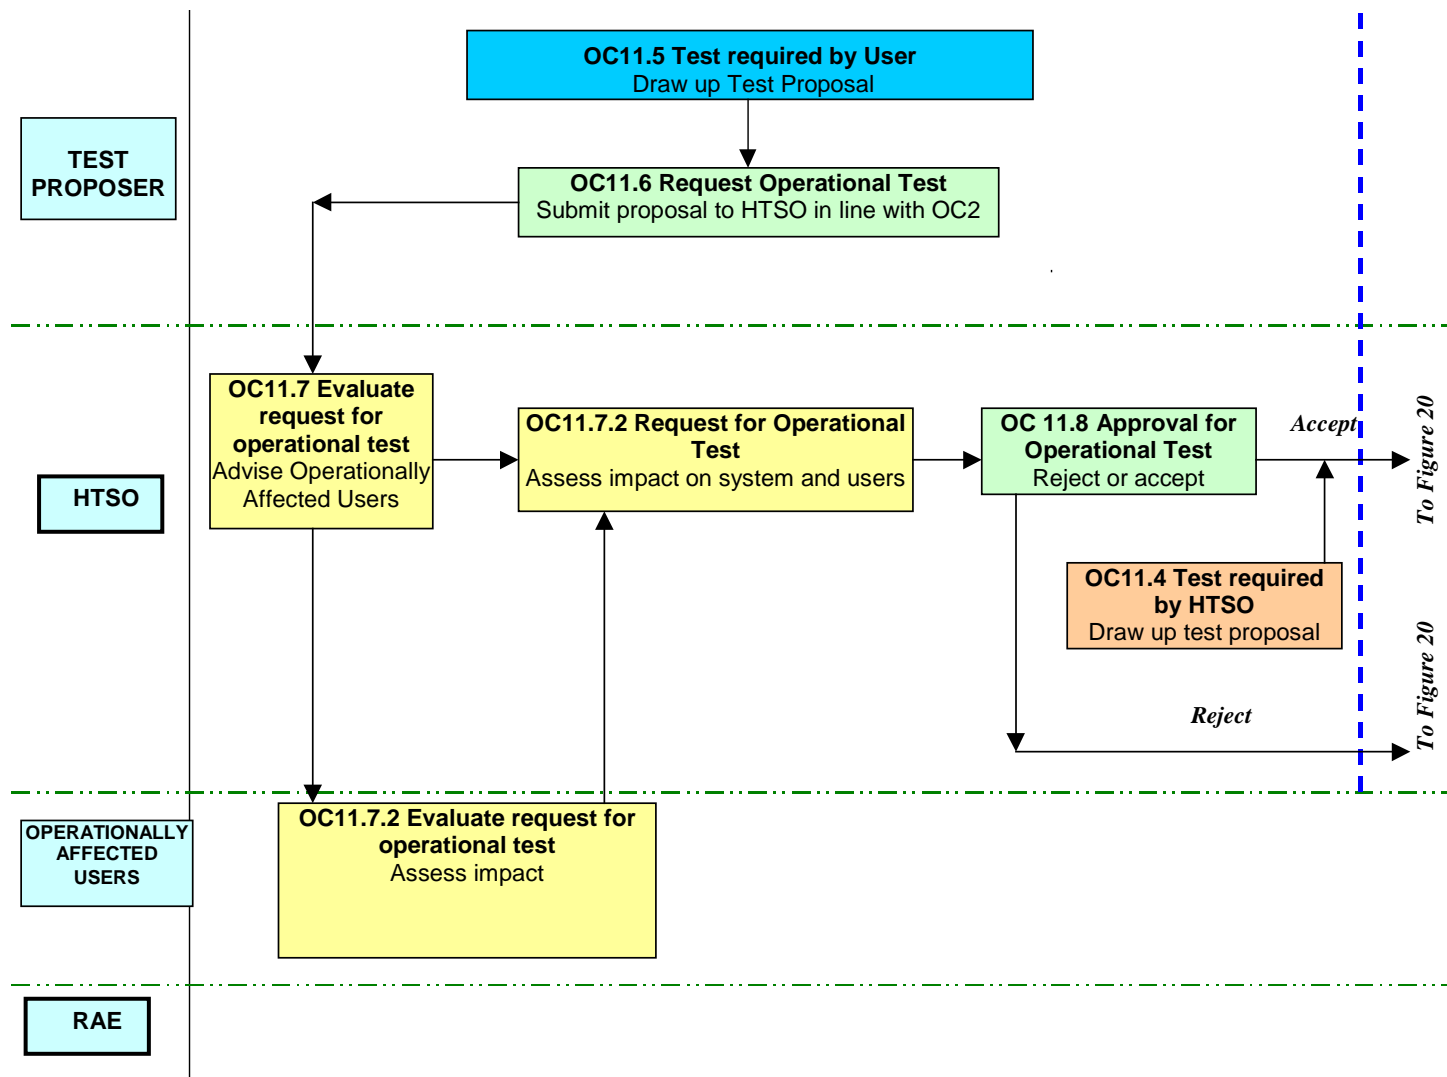 OC11.5 Test required by User
Draw up Test Proposal
TEST
PROPOSER
OC11.6 Request Operational Test
Submit proposal to HTSO in line with OC2
HTSO
OC11.7 Evaluate
request for
operational test
Advise Operationally
Affected Users
OC11.7.2 Request for Operational
Test
Assess impact on system and users
OC 11.8 Approval for
Operational Test
Reject or accept
Accept
To Figure 20
OC11.4 Test required
by HTSO
Draw up test proposal
Reject
To Figure 20
OPERATIONALLY
AFFECTED
USERS
OC11.7.2 Evaluate request for
operational test
Assess impact
RAE